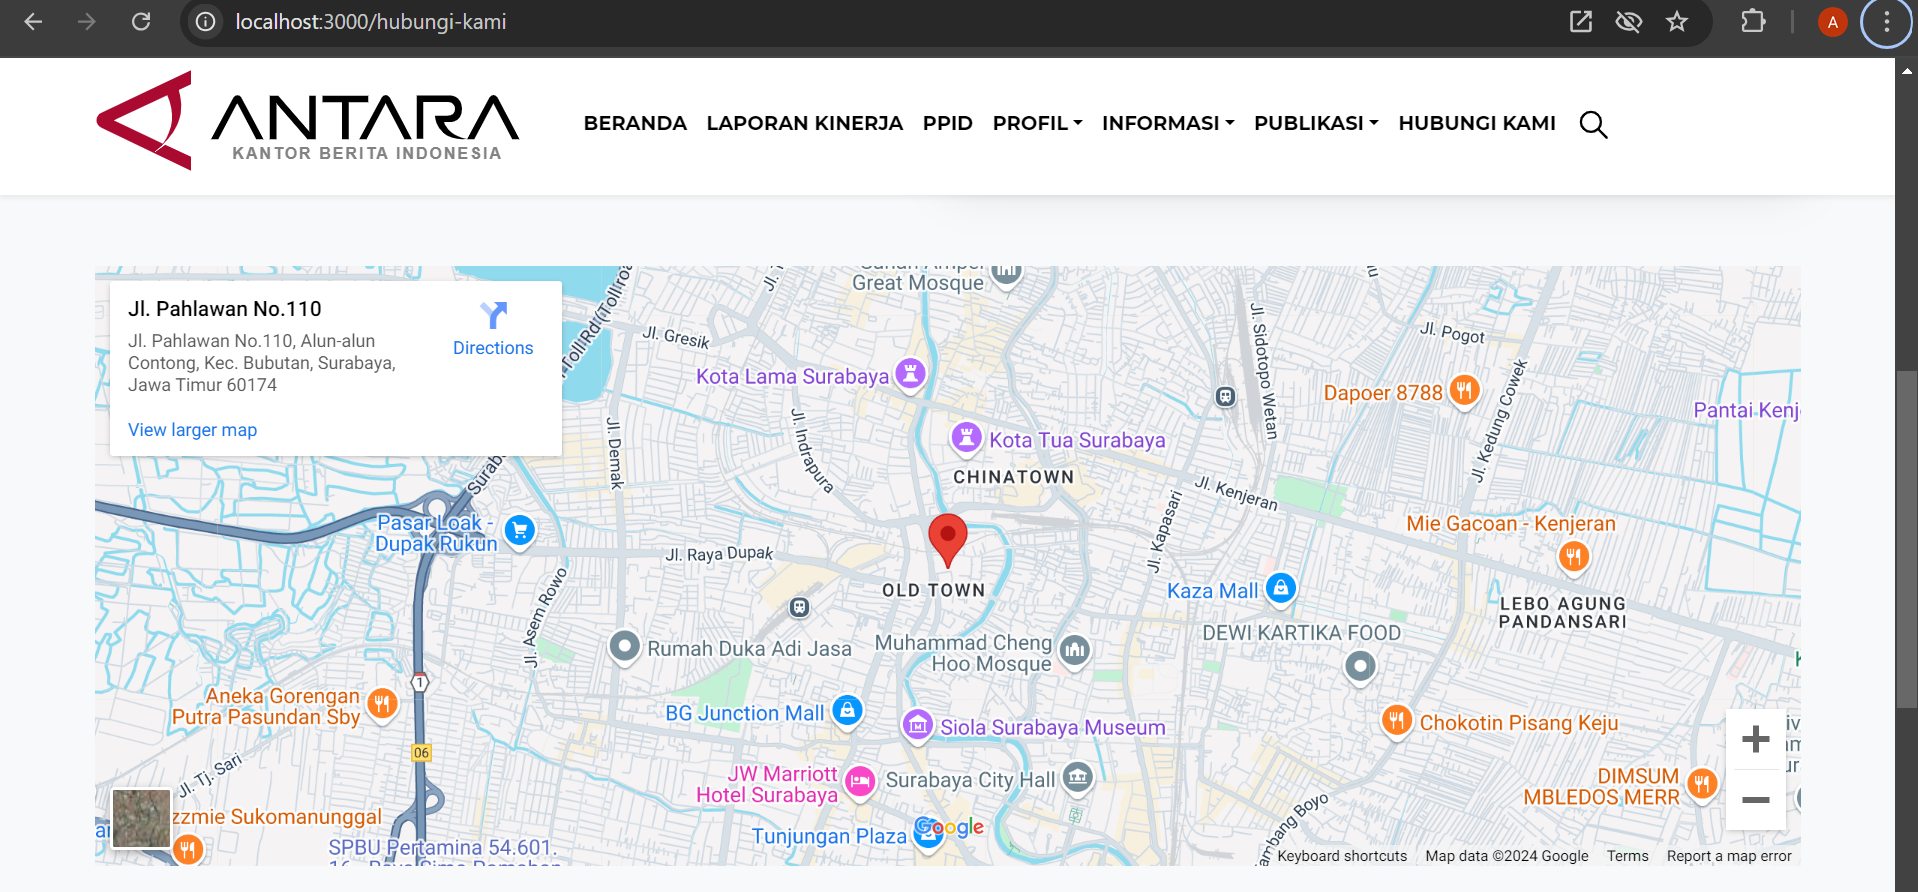 localhost:3000/hubungi-kami
A
ANTARA
KANTOR BERITA INDONESIA
BERANDA
LAPORAN KINERJA
PPID
PROFIL
INFORMASI
PUBLIKASI
HUBUNGI KAMI
Jl. Pahlawan No.110
Jl. Pahlawan No.110, Alun-alun
Contong, Kec. Bubutan, Surabaya,
Jawa Timur 60174
Directions
View larger map
Great Mosque
Jl. Gresik
Jl. Sidotopo Wetan
Jl. Pogot
Kota Lama Surabaya
Dapoer 8788
Jl. Kedung Cowek
Pantai Kenj
Jl. Demak
Jl. Indrapura
Kota Tua Surabaya
CHINATOWN
Jl. Kenjeran
Jl. Kapasari
Pasar Loak -
Dupak Rukun
Mie Gacoan - Kenjeran
Jl. Raya Dupak
OLD TOWN
Kaza Mall
LEBO AGUNG
PANDANSARI
Jl. Asem Rowo
Rumah Duka Adi Jasa
Muhammad Cheng
Hoo Mosque
DEWI KARTIKA FOOD
1
Aneka Gorengan
Putra Pasundan Sby
BG Junction Mall
Siola Surabaya Museum
Chokotin Pisang Keju
06
Jl. Tj. Sari
JW Marriott
Hotel Surabaya
Surabaya City Hall
DIMSUM
MBLEDOS MERR
zzmie Sukomanunggal
Tunjungan Plaza
Google
SPBU Pertamina 54.601.
Keyboard shortcuts
Map data ©2024 Google
Terms
Report a map error